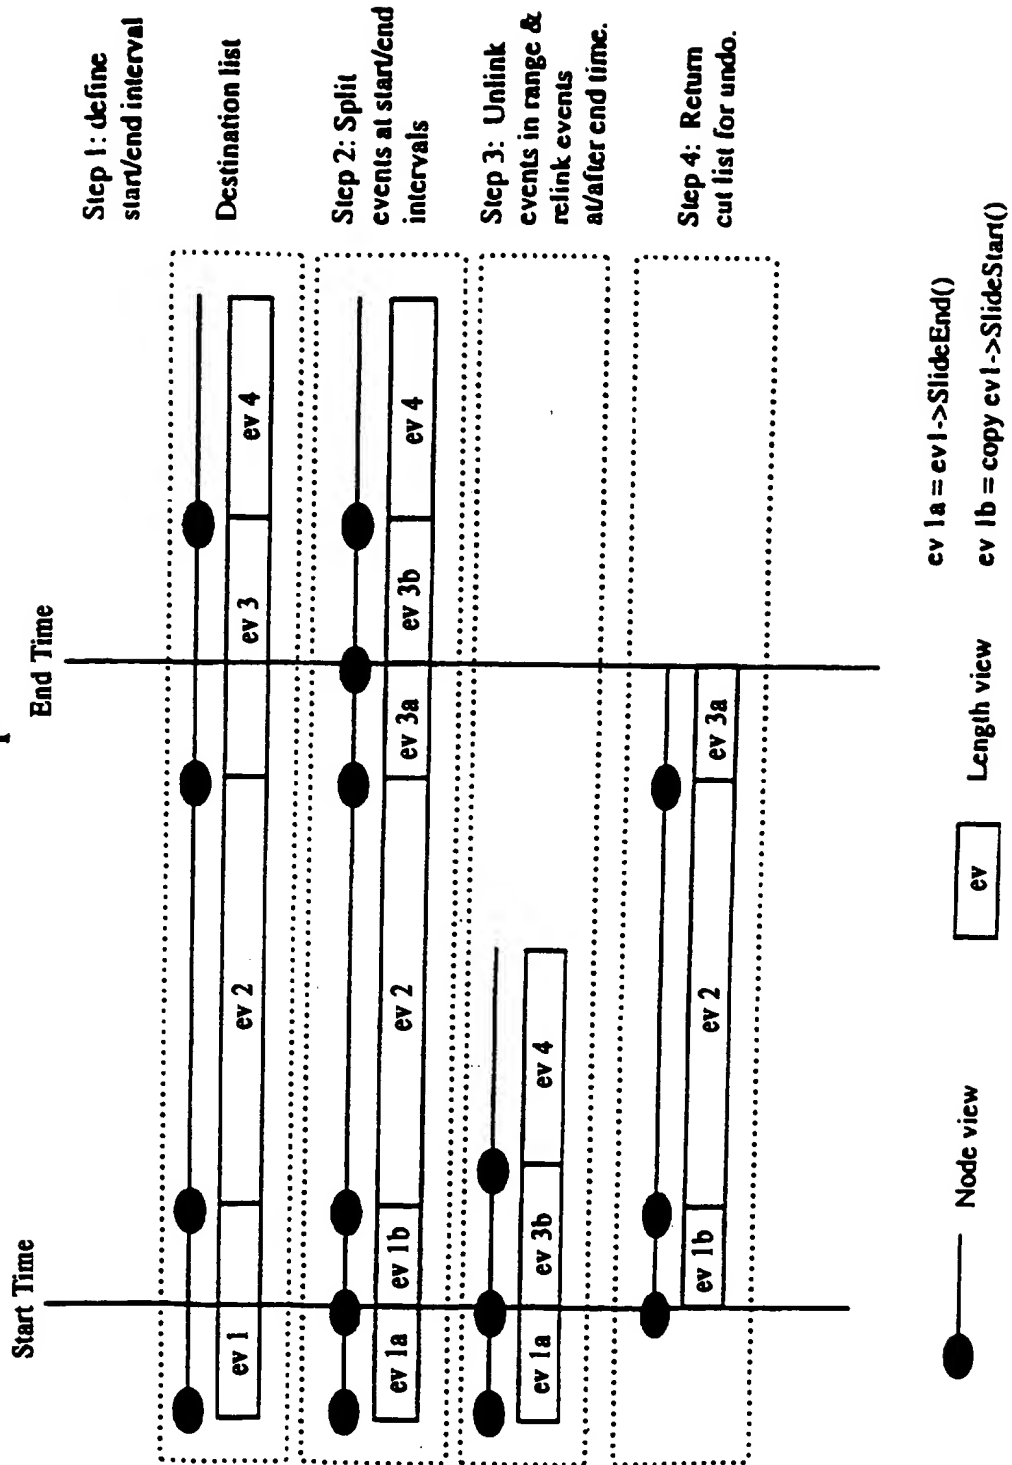 Start Time
End Time
Step 1: define
start/end interval
Destination list
ev 1
ev 2
ev 3
ev 4
Step 2: Split
events at start/end
intervals
ev 1a
ev 1b
ev 2
ev 3a
ev 3b
ev 4
Step 3: Unlink
events in range &
relink events
at/after end time.
ev 1a
ev 3b
ev 4
Step 4: Return
cut list for undo.
ev 1b
ev 2
ev 3a
Node view
ev
Length view
ev 1a = ev1->SlideEnd()
ev 1b = copy ev1->SlideStart()